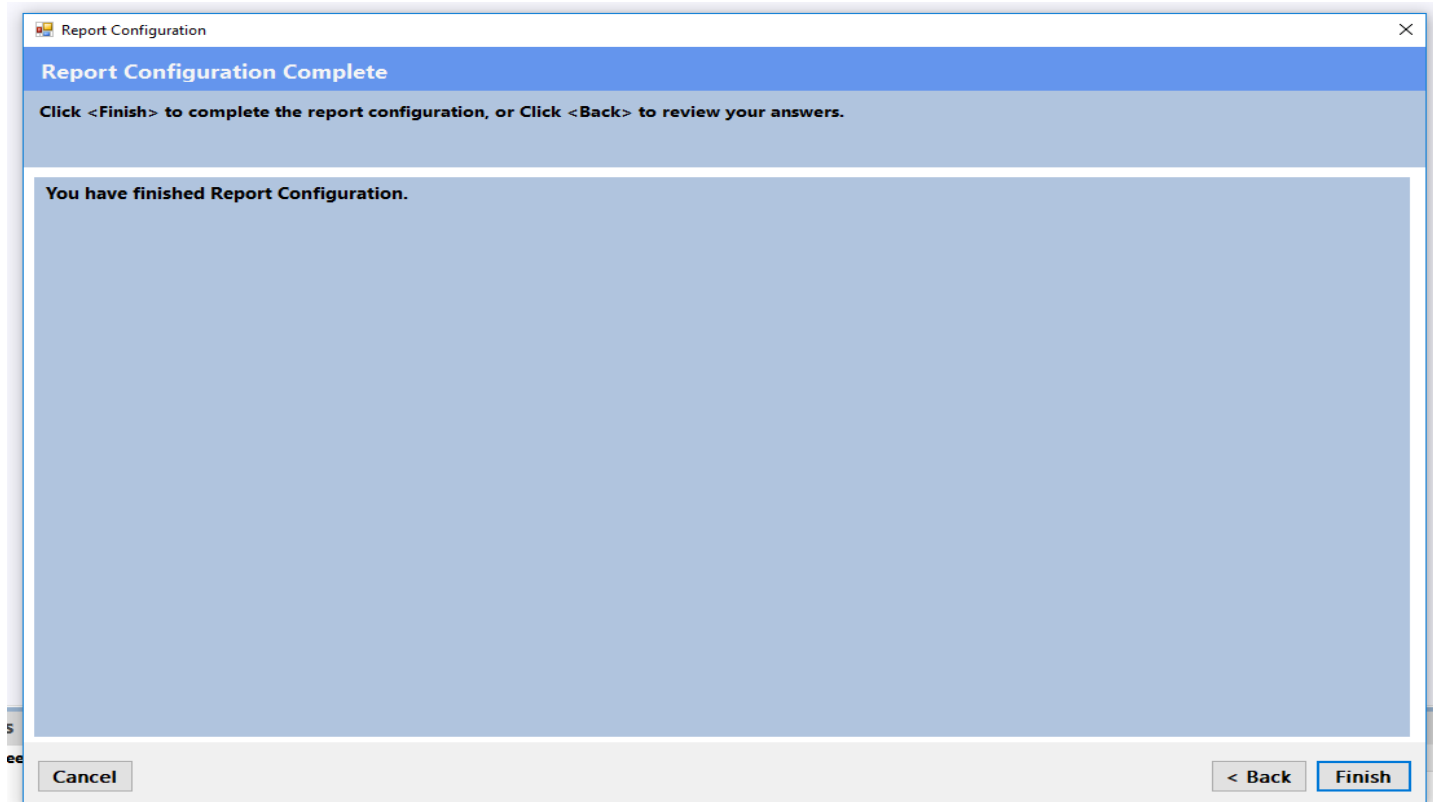 Report Configuration
Report Configuration Complete
Click <Finish> to complete the report configuration, or Click <Back> to review your answers.
You have finished Report Configuration.
s
ee
Cancel
< Back
Finish